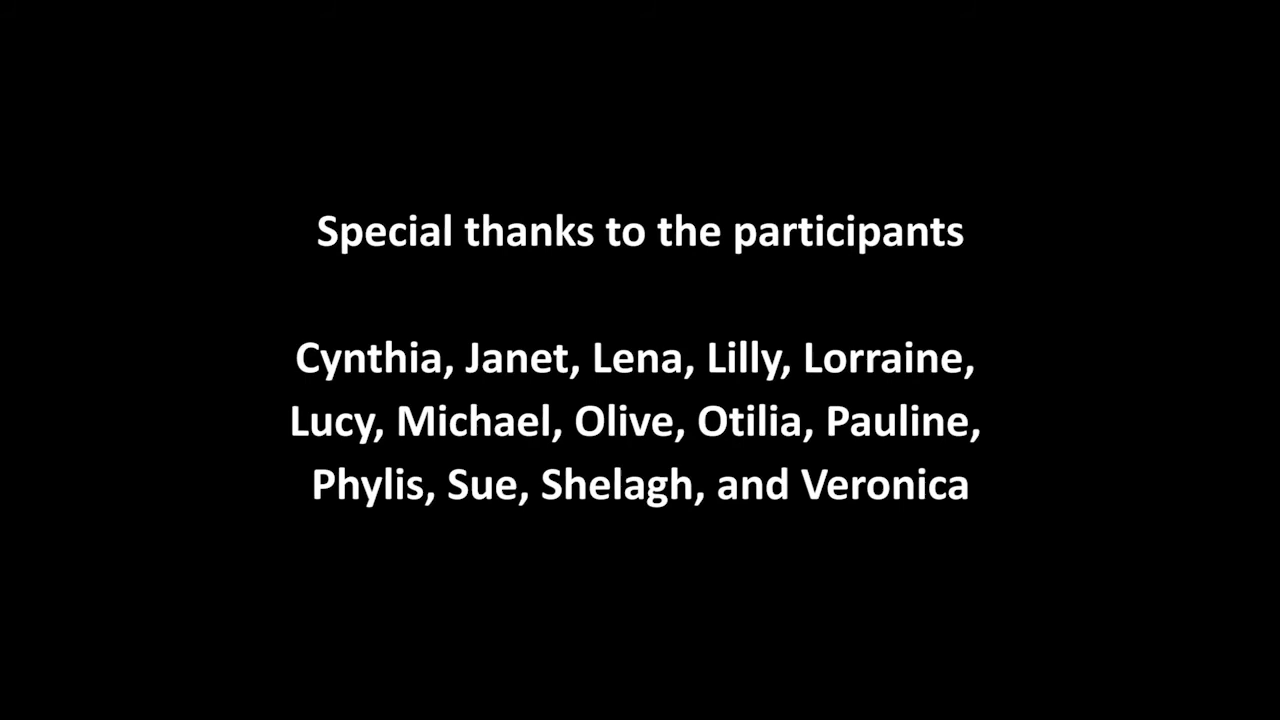 Special thanks to the participants
Cynthia, Janet, Lena, Lilly, Lorraine,
Lucy, Michael, Olive, Otilia, Pauline,
Phylis, Sue, Shelagh, and Veronica